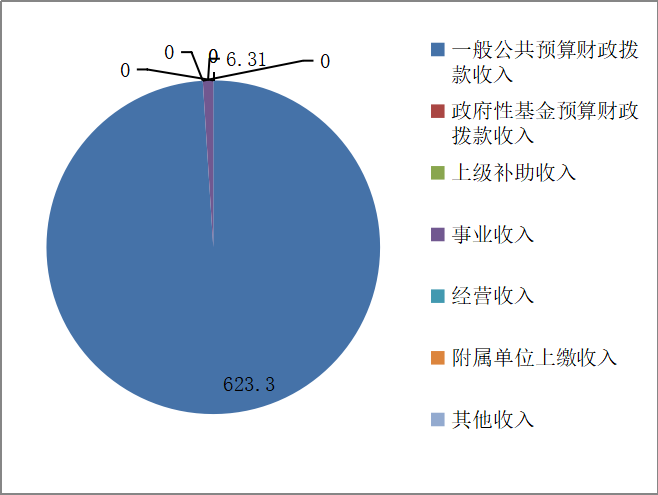 0
0
0
6.31
0
623.3
一般公共预算财政拨
款收入
政府性基金预算财政
拨款收入
上级补助收入
事业收入
经营收入
附属单位上缴收入
其他收入